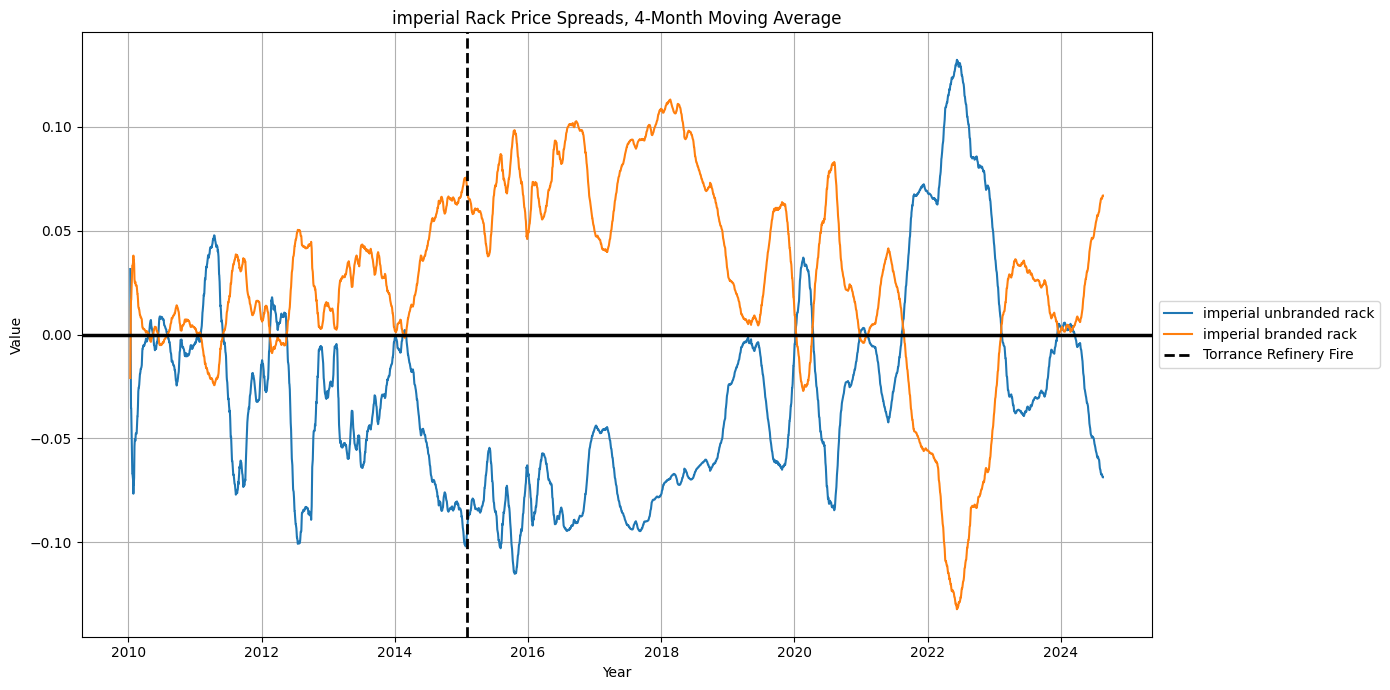 imperial Rack Price Spreads, 4-Month Moving Average
Value
0.10
0.05
0.00
−0.05
−0.10
imperial unbranded rack
imperial branded rack
Torrance Refinery Fire
2010 2012 2014 2016 2018 2020 2022 2024
Year